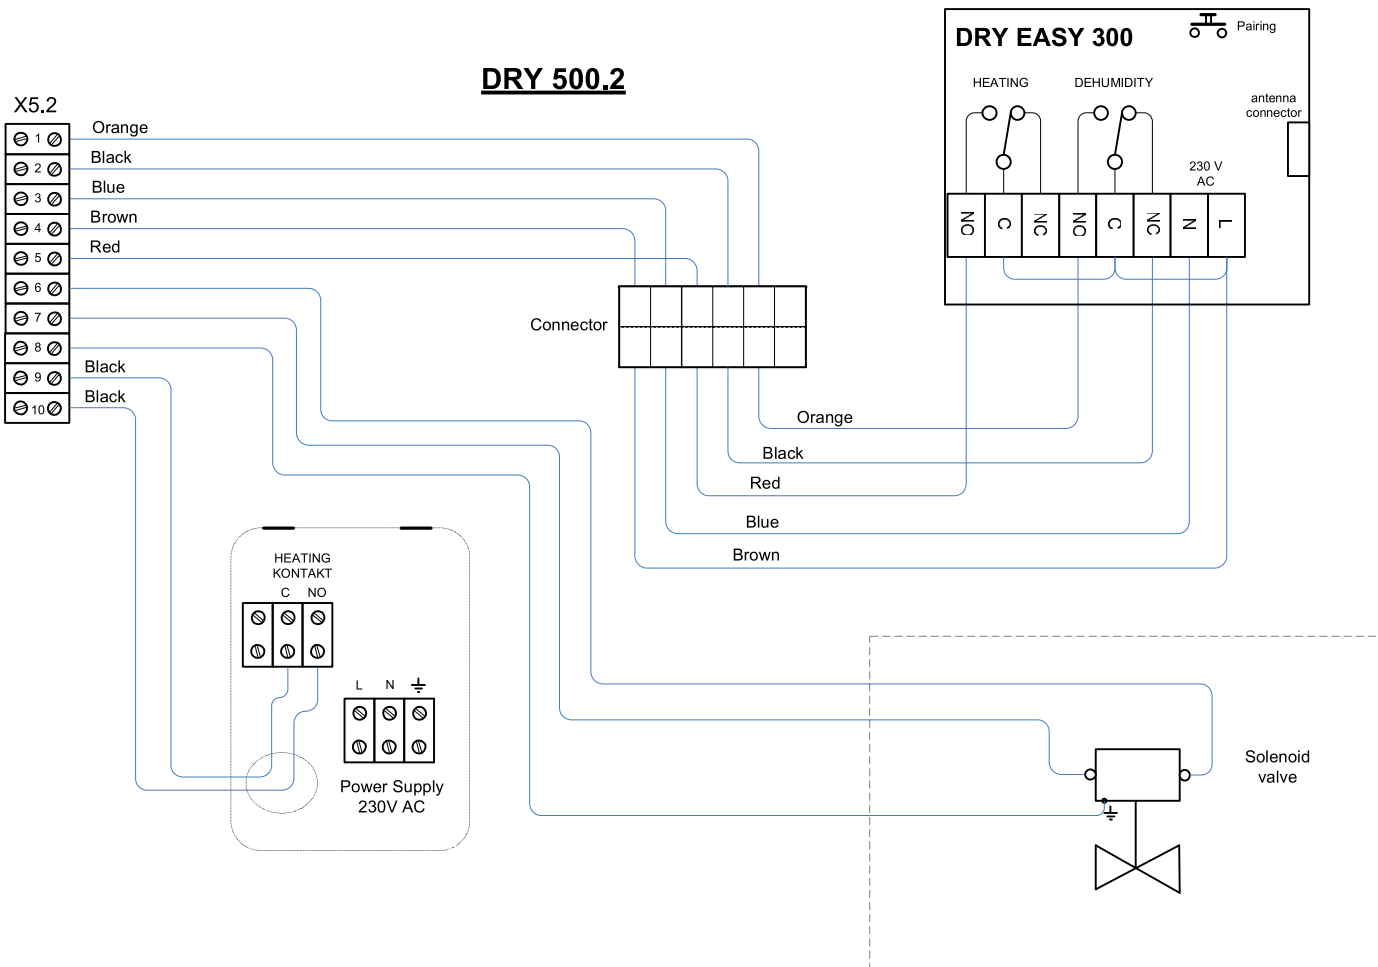 DRY 500.2
DRY EASY 300
Pairing
HEATING
DEHUMIDITY
antenna
connector
230 V
AC
NC
C
NC
NC
C
NC
N
L
X5.2
1
2
3
4
5
6
7
8
9
10
Orange
Black
Blue
Brown
Red
Black
Black
Connector
Orange
Black
Red
Blue
Brown
HEATING
KONTAKT
C NO
L N
Power Supply
230V AC
Solenoid
valve